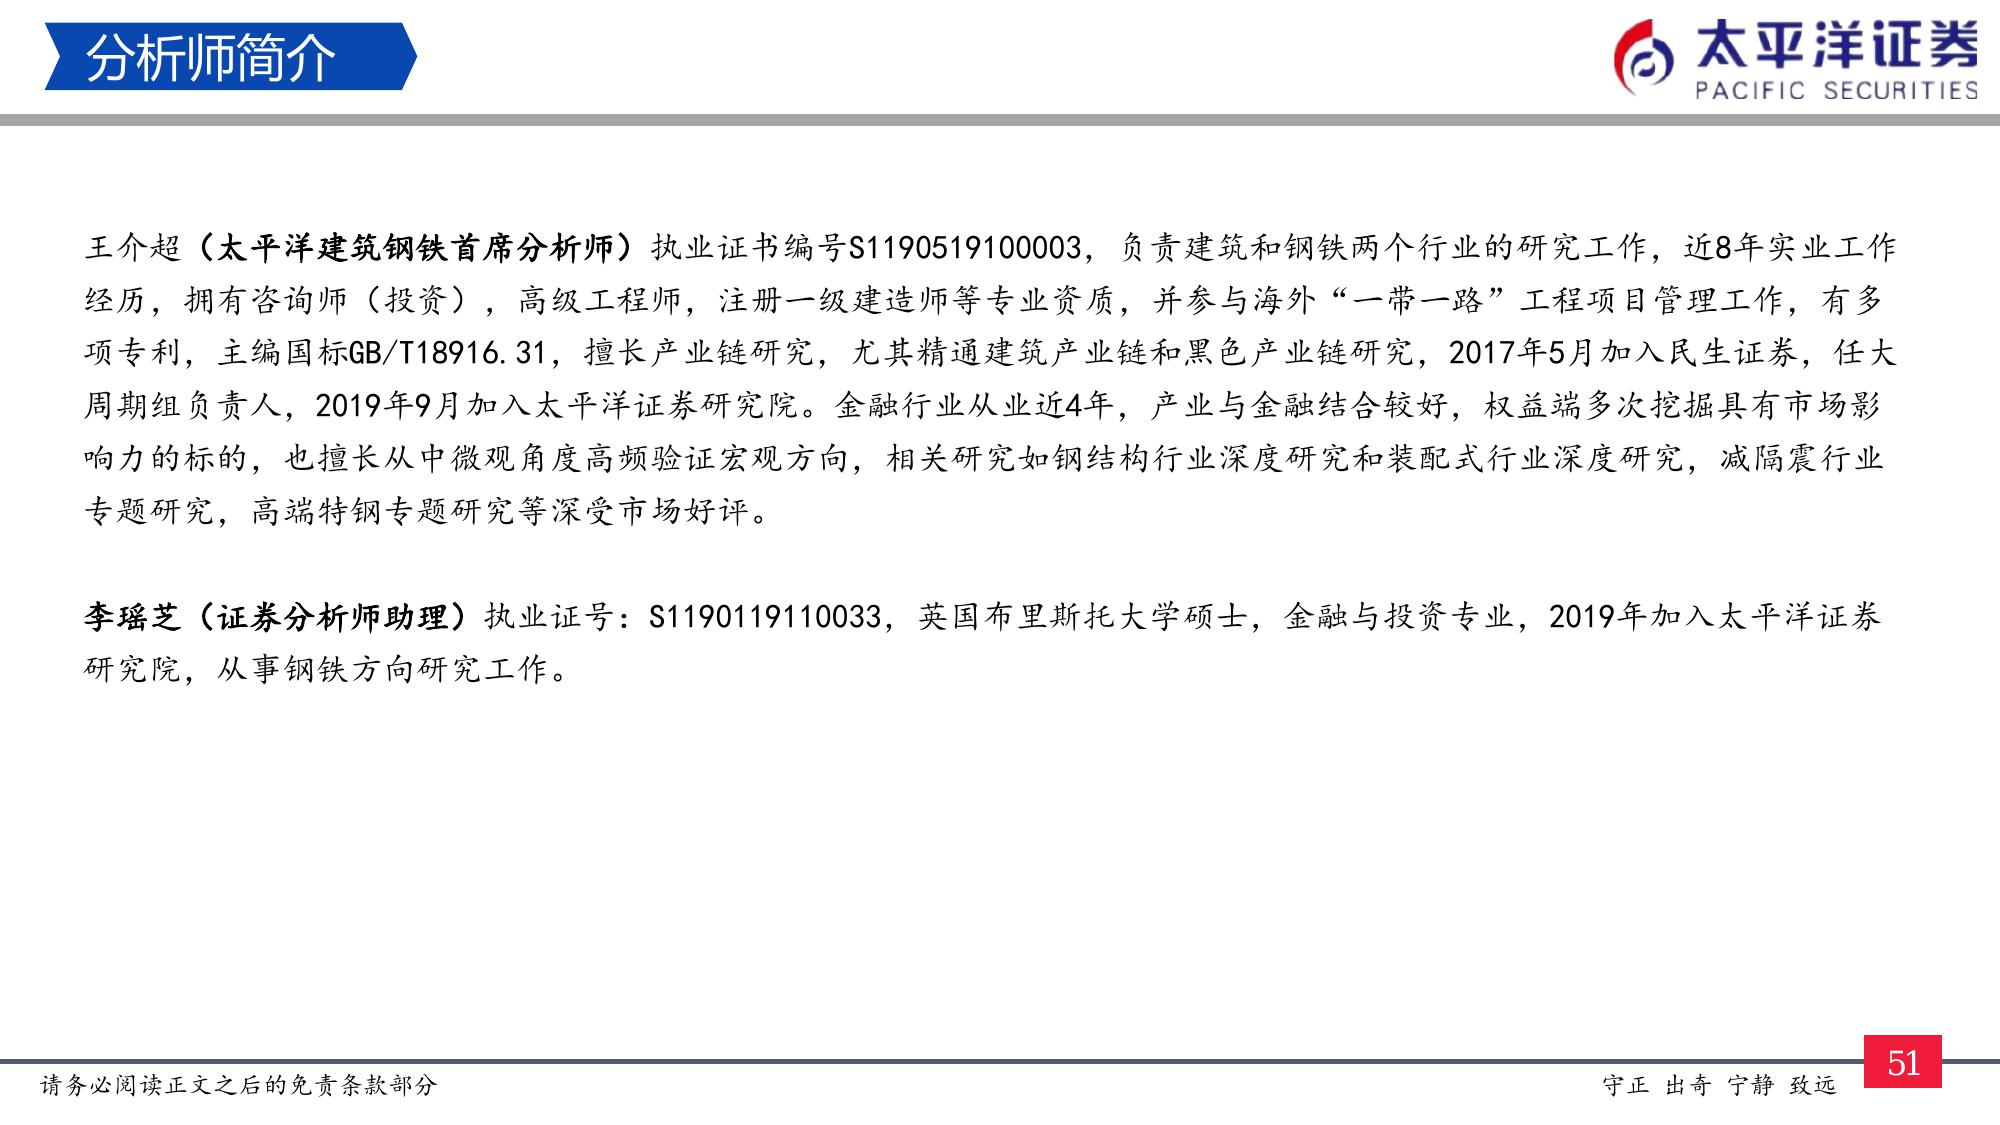 分析师简介
太平洋证券
PACIFIC SECURITIES
王介超（太平洋建筑钢铁首席分析师）执业证书编号S1190519100003，负责建筑和钢铁两个行业的研究工作，近8年实业工作
经历，拥有咨询师（投资），高级工程师，注册一级建造师等专业资质，并参与海外“一带一路”工程项目管理工作，有多
项专利，主编国标GB/T18916.31，擅长产业链研究，尤其精通建筑产业链和黑色产业链研究，2017年5月加入民生证券，任大
周期组负责人，2019年9月加入太平洋证券研究院。金融行业从业近4年，产业与金融结合较好，权益端多次挖掘具有市场影
响力的标的，也擅长从中微观角度高频验证宏观方向，相关研究如钢结构行业深度研究和装配式行业深度研究，减隔震行业
专题研究，高端特钢专题研究等深受市场好评。
李瑶芝（证券分析师助理）执业证号：S1190119110033，英国布里斯托大学硕士，金融与投资专业，2019年加入太平洋证券
研究院，从事钢铁方向研究工作。
请务必阅读正文之后的免责条款部分
守正 出奇 宁静 致远
51